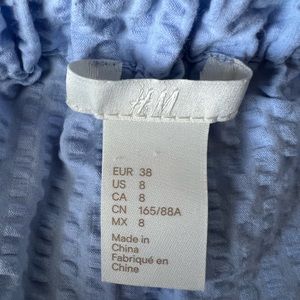 H&M
EUR 38
US 8
CA 8
CN 165/88A
MX 8
Made in
China
Fabriqué en
Chine